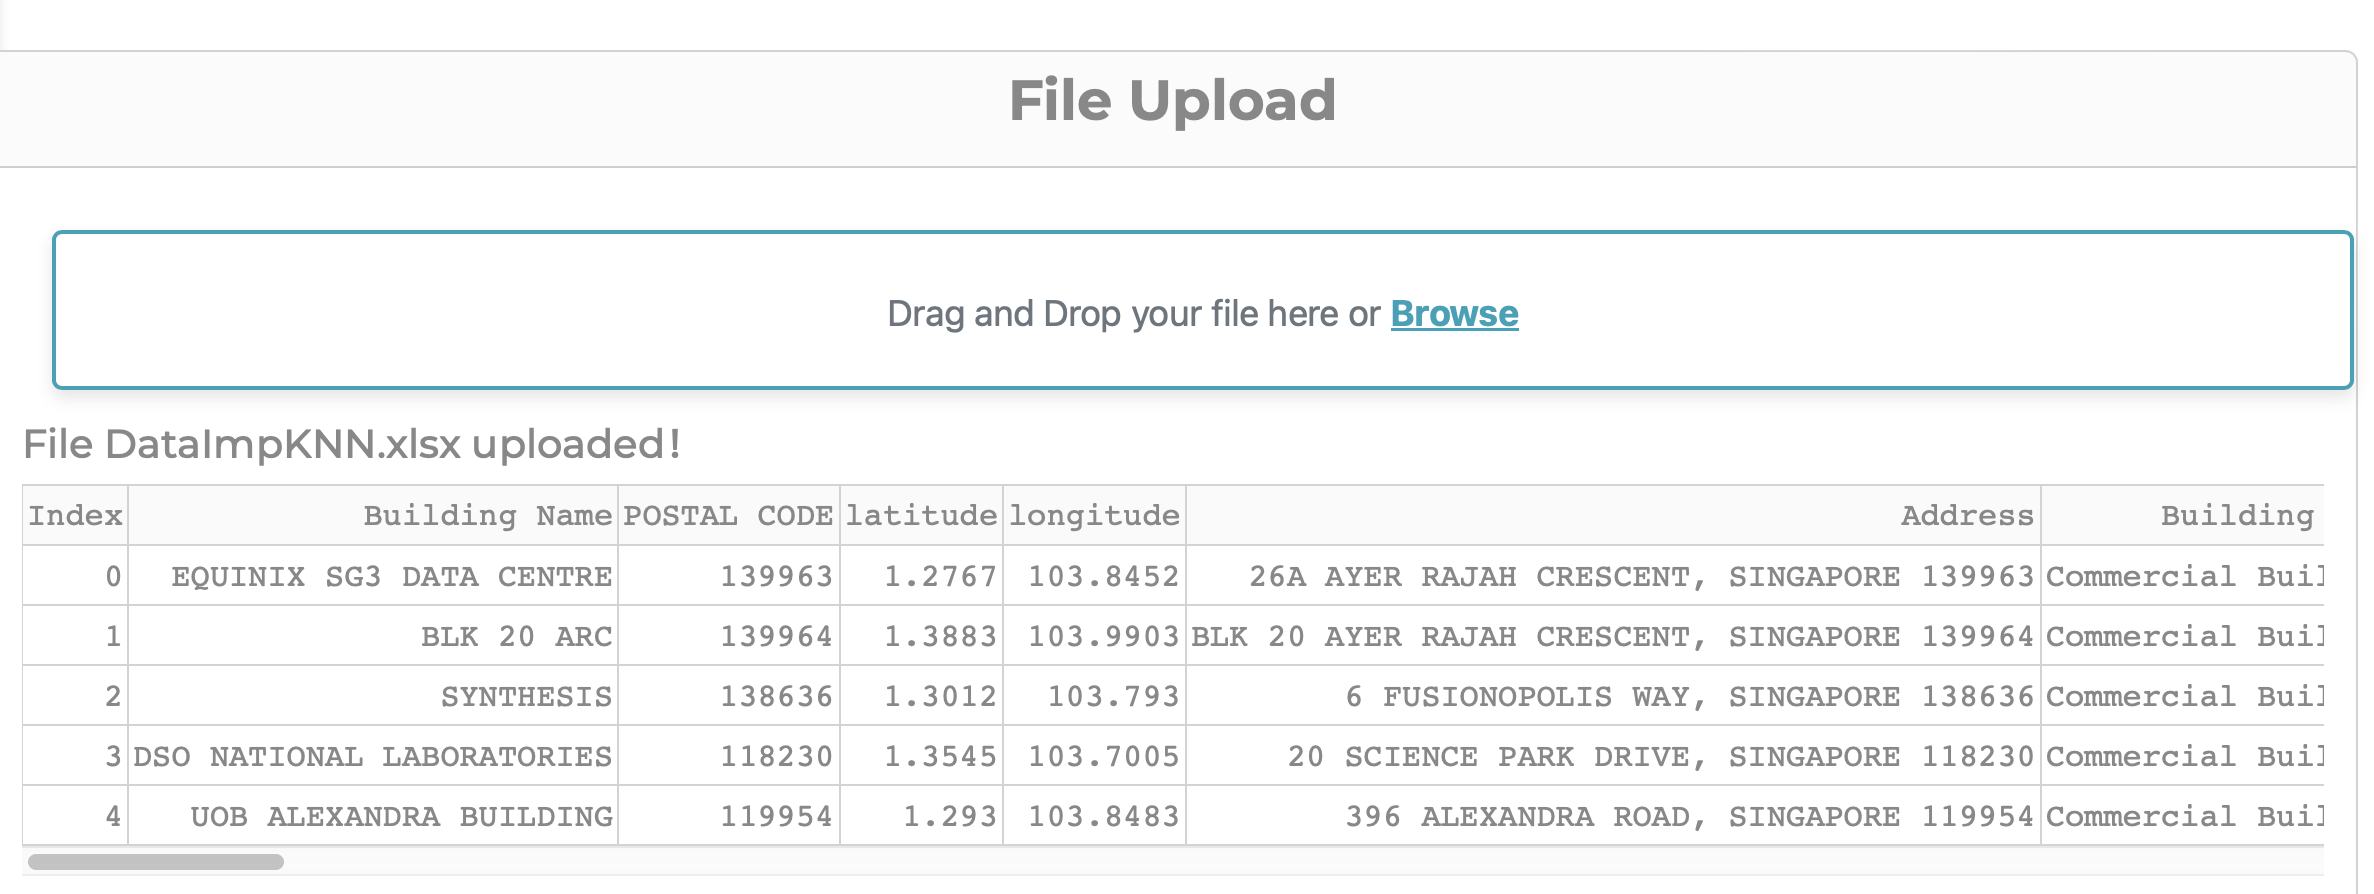 File Upload
Drag and Drop your file here or Browse
File DataImpKNN.xlsx uploaded!
Index Building Name POSTAL CODE latitude longitude Address Building
0 EQUINIX SG3 DATA CENTRE 139963 1.2767 103.8452 26A AYER RAJAH CRESCENT, SINGAPORE 139963 Commercial Buil
1 BLK 20 ARC 139964 1.3883 103.9903 BLK 20 AYER RAJAH CRESCENT, SINGAPORE 139964 Commercial Buil
2 SYNTHESIS 138636 1.3012 103.793 6 FUSIONOPOLIS WAY, SINGAPORE 138636 Commercial Buil
3 DSO NATIONAL LABORATORIES 118230 1.3545 103.7005 20 SCIENCE PARK DRIVE, SINGAPORE 118230 Commercial Buil
4 UOB ALEXANDRA BUILDING 119954 1.293 103.8483 396 ALEXANDRA ROAD, SINGAPORE 119954 Commercial Buil